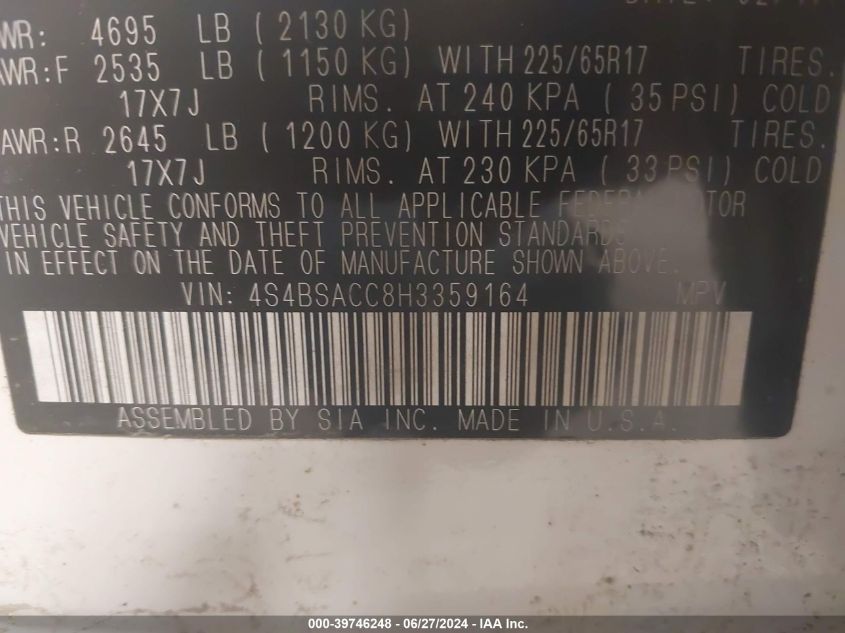 WR: 4695 LB ( 2130 KG)
AWR:F 2535 LB ( 1150 KG) WITH 225/65R17 TIRES.
17X7J RIMS. AT 240 KPA ( 35 PSI) COLD
AWR:R 2645 LB ( 1200 KG) WITH 225/65R17 TIRES.
17X7J RIMS. AT 230 KPA ( 33 PSI) COLD
THIS VEHICLE CONFORMS TO ALL APPLICABLE FEDERAL MOTOR
VEHICLE SAFETY AND THEFT PREVENTION STANDARDS
IN EFFECT ON THE DATE OF MANUFACTURE SHOWN ABOVE.
VIN: 4S4BSACC8H3359164 MPV
ASSEMBLED BY SIA INC. MADE IN U.S.A.
000-39746248 - 06/27/2024 - IAA Inc.